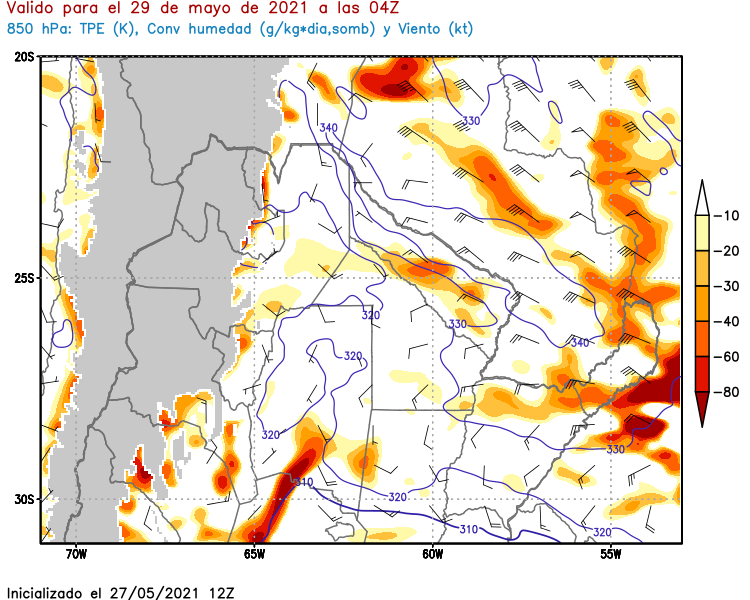 Valido para el 29 de mayo de 2021 a las 04Z
850 hPa: TPE (K), Conv humedad (g/kg*dia,somb) y Viento (kt)
20S
25S
30S
70W 65W 60W 55W
340
330
320
320
330
340
320
310
320
330
310
320
-10
-20
-30
-40
-60
-80
Inicializado el 27/05/2021 12Z